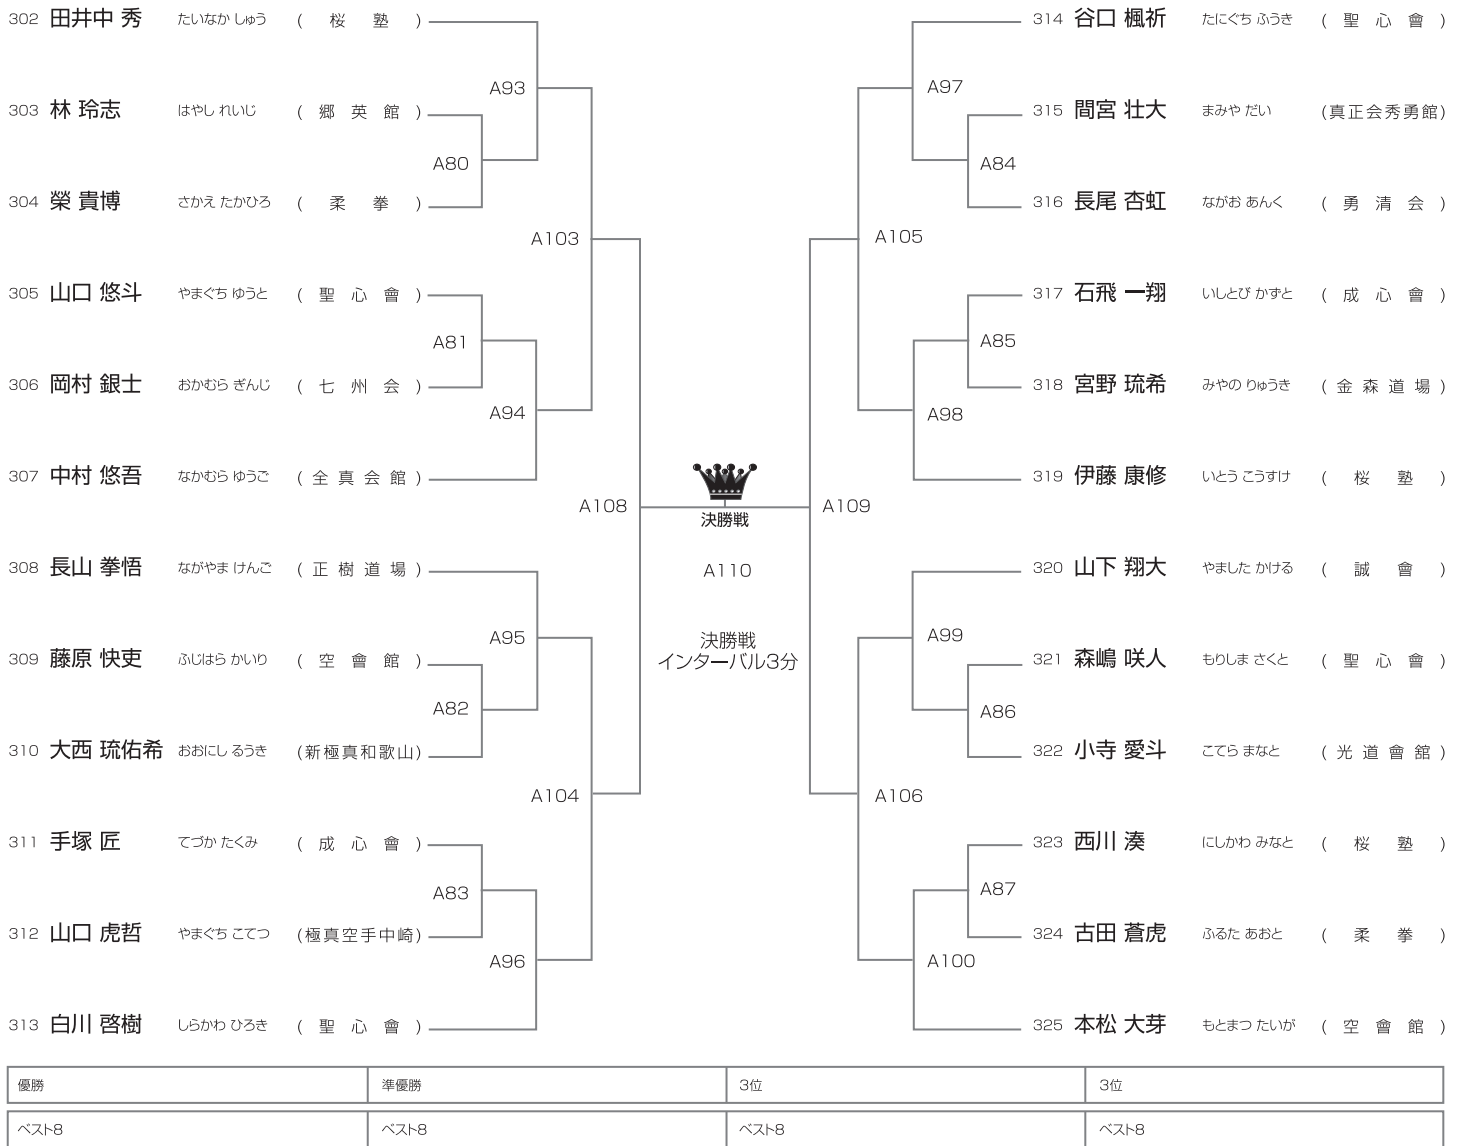 302 田井中 秀 たいなか しゅう ( 桜 塾 )
303 林 玲志 はやし れいじ ( 郷 英 館 )
304 榮 貴博 さかえ たかひろ ( 柔 拳 )
305 山口 悠斗 やまぐち ゆうと ( 聖 心 會 )
306 岡村 銀士 おかむら ぎんじ ( 七 州 会 )
307 中村 悠吾 なかむら ゆうご ( 全 真 会 館 )
308 長山 拳悟 ながやま けんご ( 正 樹 道 場 )
309 藤原 快吏 ふじはら かいり ( 空 會 館 )
310 大西 琉佑希 おおにし るうき (新極真和歌山)
311 手塚 匠 てづか たくみ ( 成 心 會 )
312 山口 虎哲 やまぐち こてつ (極真空手中崎)
313 白川 啓樹 しらかわ ひろき ( 聖 心 會 )
A93
A80
A103
A81
A94
A108
A95
A82
A104
A83
A96
決勝戦
A110
決勝戦
インターバル3分
A97
A84
A105
A85
A98
A109
A99
A86
A106
A87
A100
314 谷口 楓祈 たにぐち ふうき ( 聖 心 會 )
315 間宮 壮大 まみや だい (真正会秀勇館)
316 長尾 杏虹 ながお あんく ( 勇 清 会 )
317 石飛 一翔 いしとび かずと ( 成 心 會 )
318 宮野 琉希 みやの りゅうき ( 金 森 道 場 )
319 伊藤 康修 いとう こうすけ ( 桜 塾 )
320 山下 翔大 やました かける ( 誠 會 )
321 森嶋 咲人 もりしま さくと ( 聖 心 會 )
322 小寺 愛斗 こてら まなと ( 光 道 會 舘 )
323 西川 湊 にしかわ みなと ( 桜 塾 )
324 古田 蒼虎 ふるた あおと ( 柔 拳 )
325 本松 大芽 もとまつ たいが ( 空 會 館 )
優勝 準優勝 3位 3位
ベスト8 ベスト8 ベスト8 ベスト8